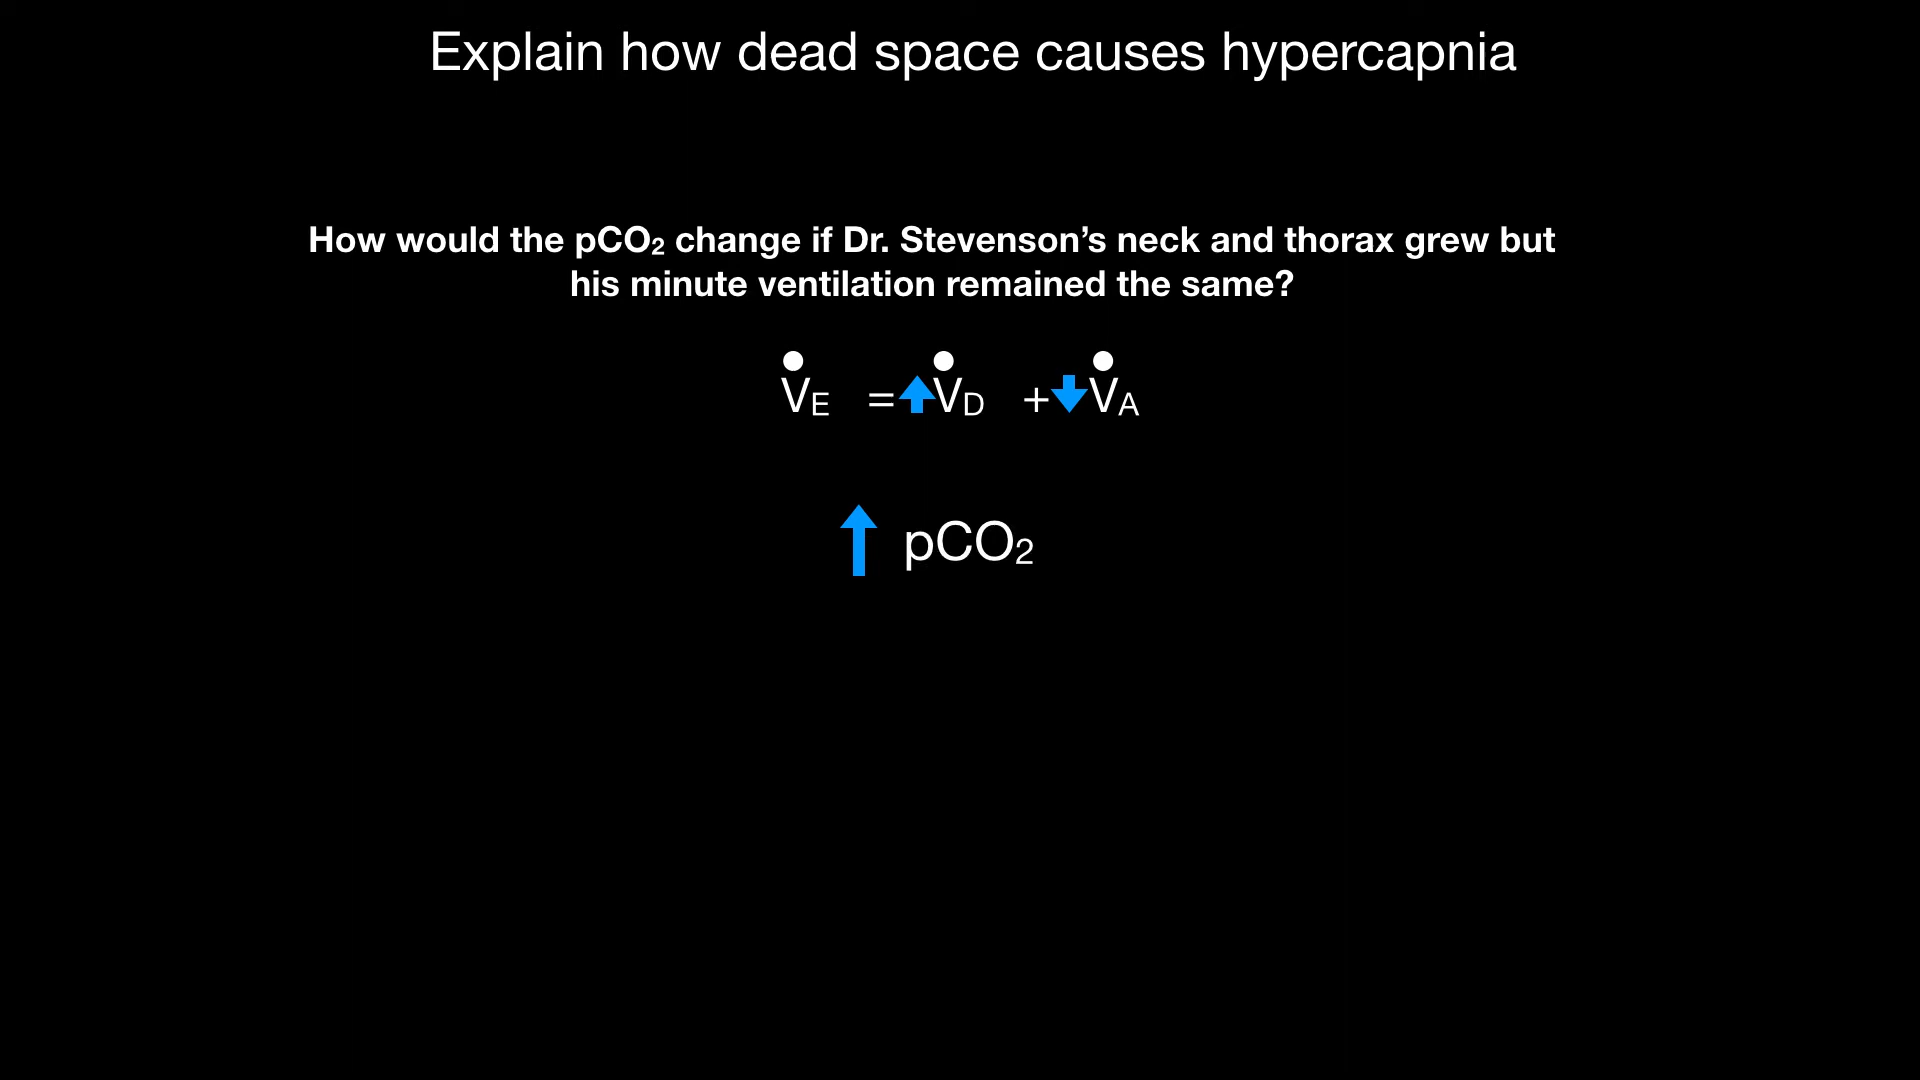 Explain how dead space causes hypercapnia
How would the pCO₂ change if Dr. Stevenson’s neck and thorax grew but
his minute ventilation remained the same?
V̇E = V̇D + V̇A
pCO₂